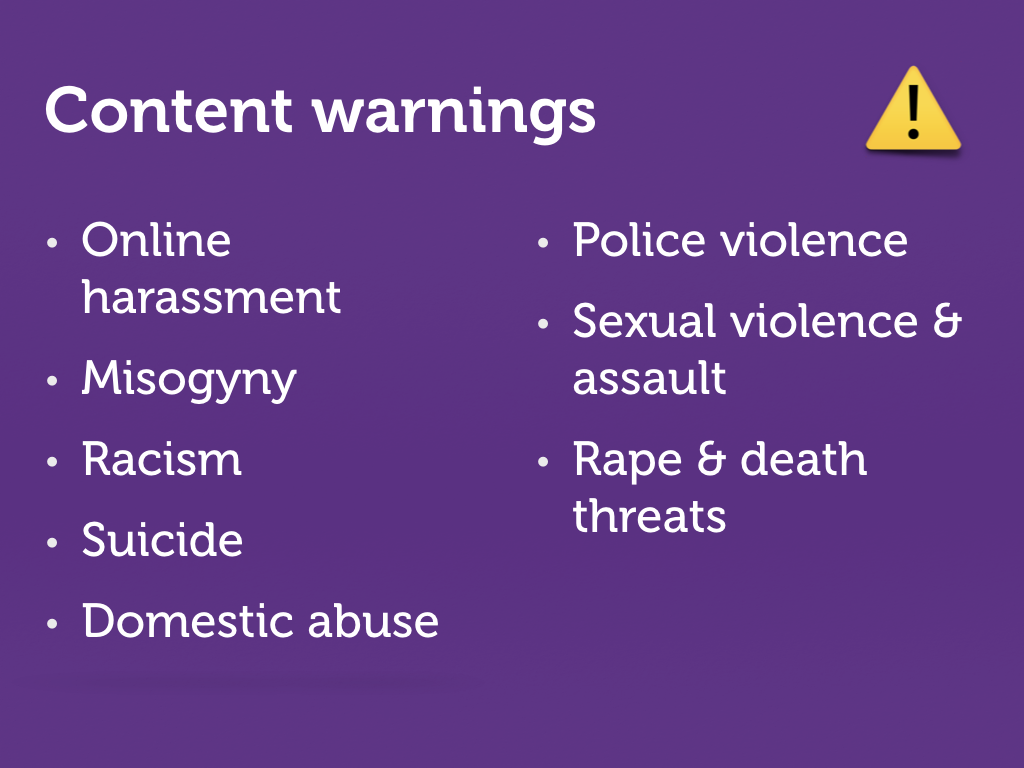 Content warnings
• Online
harassment
• Misogyny
• Racism
• Suicide
• Domestic abuse
• Police violence
• Sexual violence &
assault
• Rape & death
threats